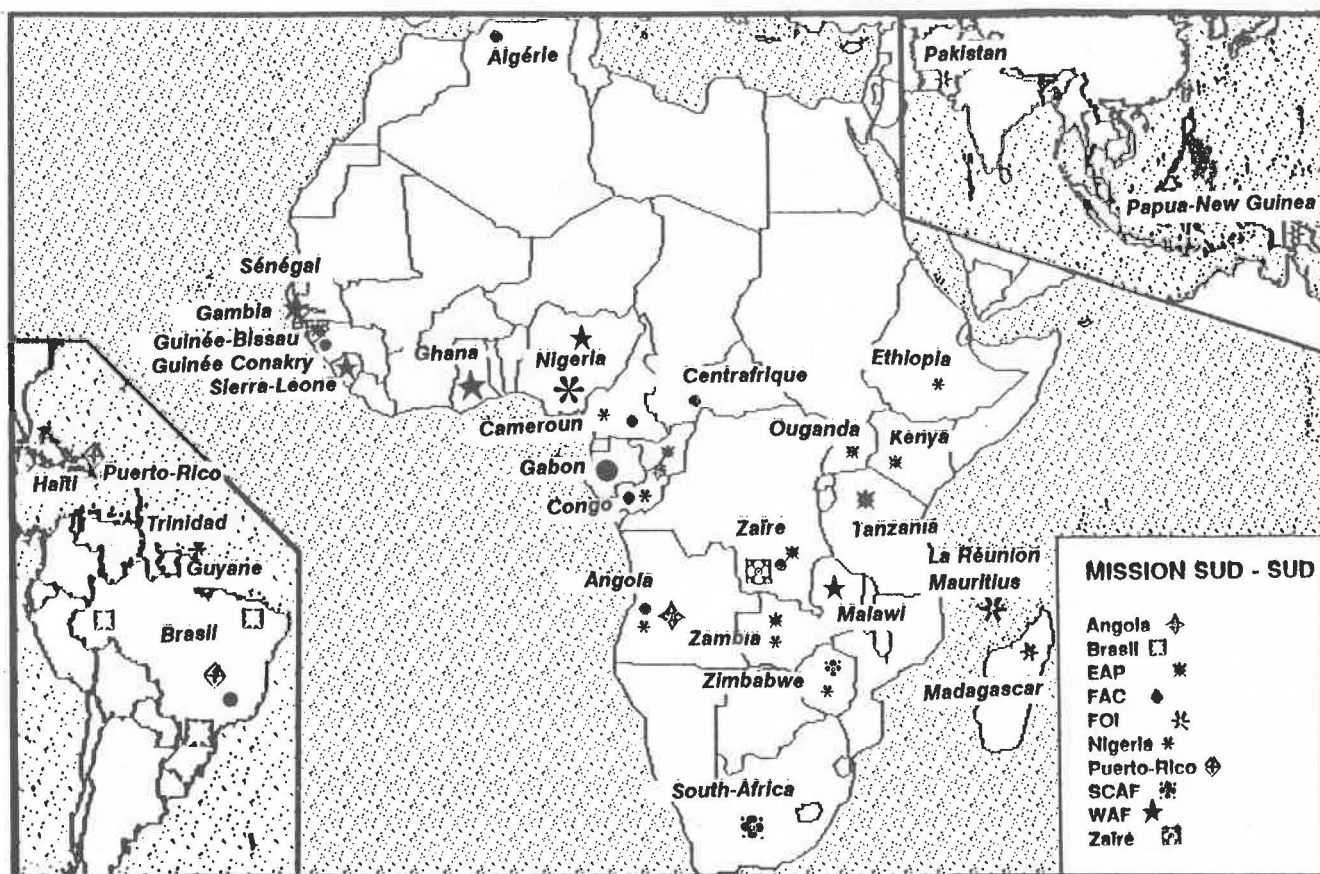 Algérie
Pakistan
Papua-New Guinea
Sénégal
Gambia
Guinée-Bissau
Guinée Conakry
Sierra-Léone
Ghana
Nigeria
Ethiopia
Centrafrique
Cameroun
Ouganda
Kenya
Gabon
Congo
Puerto-Rico
Haïti
Trinidad
Guyane
Brasil
Zaïre
Tanzania
La Réunion
Mauritius
Angola
Malawi
Zambia
Zimbabwe
Madagascar
South-Africa
MISSION SUD - SUD
Angola
Brasil
EAP
FAC
FOI
Nigeria
Puerto-Rico
SCAF
WAF
Zaïre